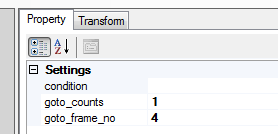 Property Transform
Settings
condition
goto_counts 1
goto_frame_no 4